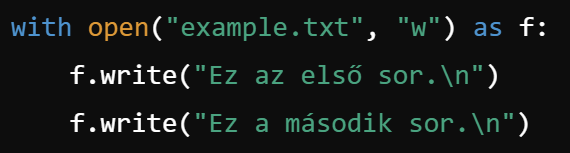 with open("example.txt", "w") as f:
    f.write("Ez az első sor.\n")
    f.write("Ez a második sor.\n")